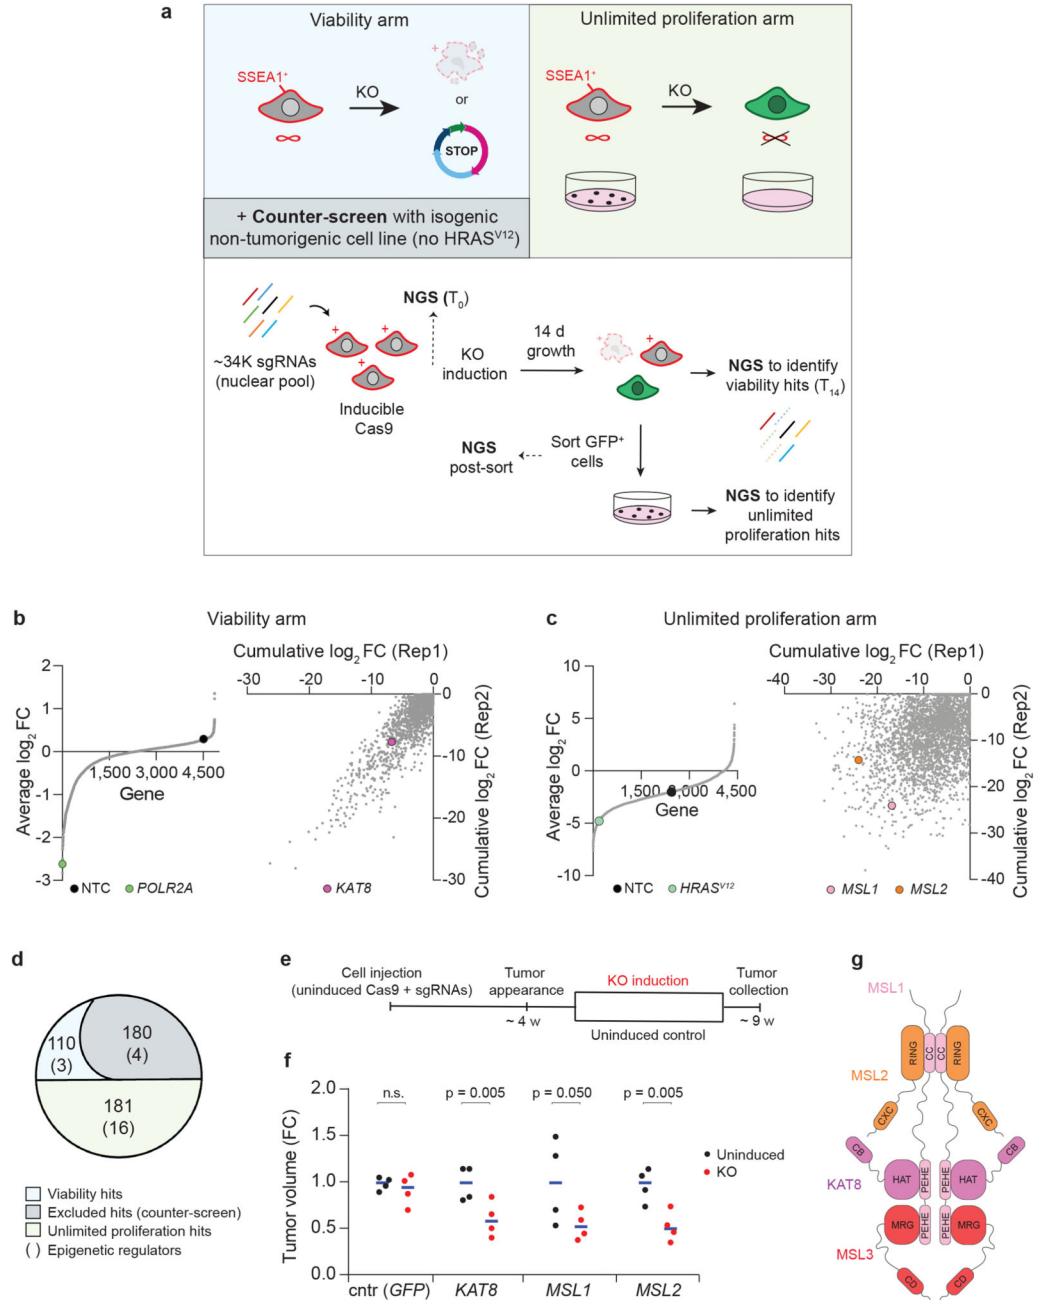 a
Viability arm
Unlimited proliferation arm
SSEA1+
KO
or
STOP
SSEA1+
KO
+ Counter-screen with isogenic
non-tumorigenic cell line (no HRASV12)
~34K sgRNAs
(nuclear pool)
Inducible
Cas9
NGS (T0)
KO
induction
14 d
growth
NGS to identify
viability hits (T14)
Sort GFP+
cells
NGS
post-sort
NGS to identify
unlimited
proliferation hits
b
Viability arm
Average log2 FC
2
1
0
-1
-2
-3
1,500
3,000
4,500
Gene
NTC
POLR2A
Cumulative log2 FC (Rep1)
-30
-20
-10
0
0
-10
-20
-30
Cumulative log2 FC (Rep2)
KAT8
c
Unlimited proliferation arm
Average log2 FC
10
5
0
-5
-10
1,500
3,000
4,500
Gene
NTC
HRASV12
Cumulative log2 FC (Rep1)
-40
-30
-20
-10
0
0
-10
-20
-30
-40
Cumulative log2 FC (Rep2)
MSL1
MSL2
d
110
(3)
180
(4)
181
(16)
Viability hits
Excluded hits (counter-screen)
Unlimited proliferation hits
( ) Epigenetic regulators
e
Cell injection
(uninduced Cas9 + sgRNAs)
Tumor
appearance
KO induction
Tumor
collection
~ 4 w
Uninduced control
~ 9 w
f
Tumor volume (FC)
2.0
1.5
1.0
0.5
0.0
n.s.
p = 0.005
p = 0.050
p = 0.005
Uninduced
KO
cntr (GFP)
KAT8
MSL1
MSL2
g
MSL1
RING
CC
CC
RING
MSL2
CXC
CXC
CB
CB
KAT8
HAT
PEHE
PEHE
HAT
MRG
PEHE
PEHE
MRG
MSL3
CD
CD